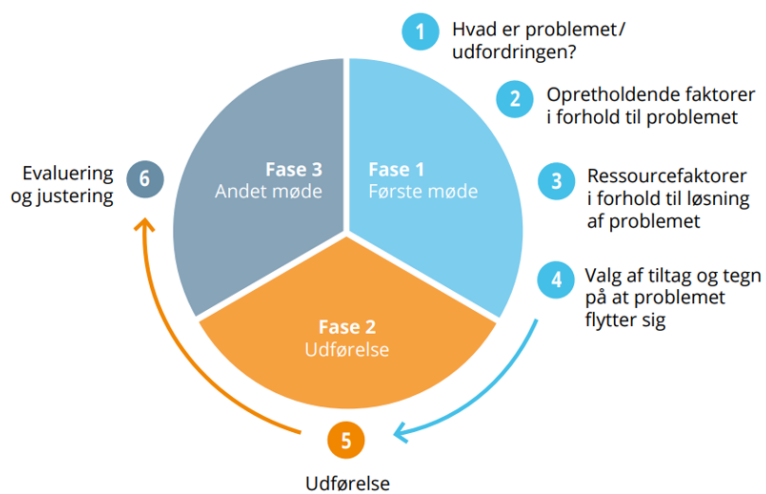 1
Hvad er problemet/
udfordringen?
2
Opretholdende faktorer
i forhold til problemet
Fase 3
Andet møde
Fase 1
Første møde
3
Ressourcefaktorer
i forhold til løsning
af problemet
4
Valg af tiltag og tegn
på at problemet
flytter sig
Fase 2
Udførelse
5
Udførelse
6
Evaluering
og justering